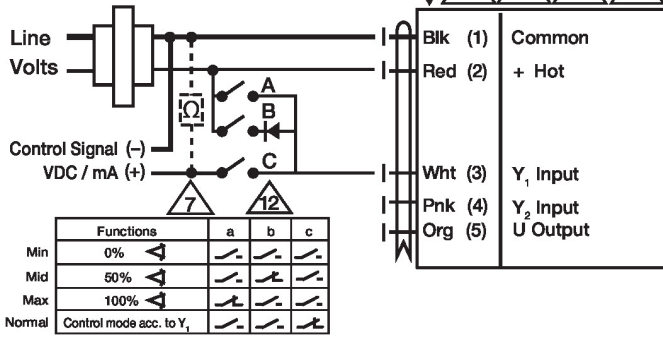 Line
Volts
Blk (1) Common
Red (2) + Hot
A
B
C
Ω
Control Signal (–)
VDC / mA (+)
Wht (3) Y1 Input
Pnk (4) Y2 Input
Org (5) U Output
7
12
Functions a b c
Min 0%
Mid 50%
Max 100%
Normal Control mode acc. to Y1